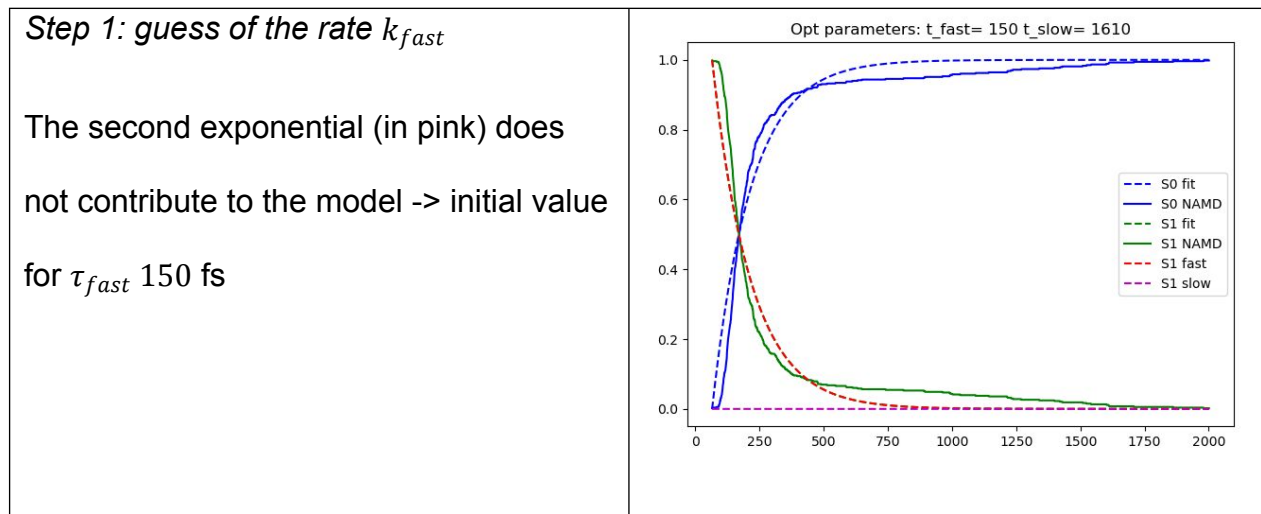 Step 1: guess of the rate k_fast
The second exponential (in pink) does
not contribute to the model -> initial value
for τ_fast 150 fs
Opt parameters: t_fast= 150 t_slow= 1610
1.0
0.8
0.6
0.4
0.2
0.0
S0 fit
S0 NAMD
S1 fit
S1 NAMD
S1 fast
S1 slow
0 250 500 750 1000 1250 1500 1750 2000